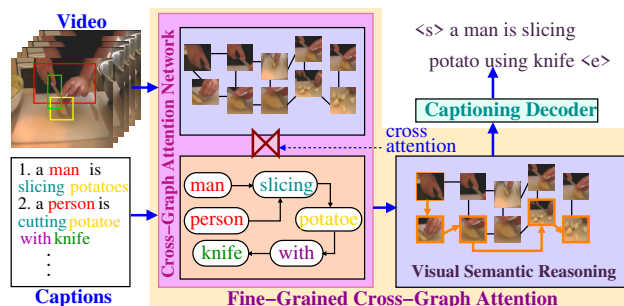 Video
Captions
1. a man is
slicing potatoes
2. a person is
cutting potatoe
with knife
Cross-Graph Attention Network
man
slicing
person
potatoe
knife
with
cross
attention
<s> a man is slicing
potato using knife <e>
Captioning Decoder
Visual Semantic Reasoning
Fine-Grained Cross-Graph Attention